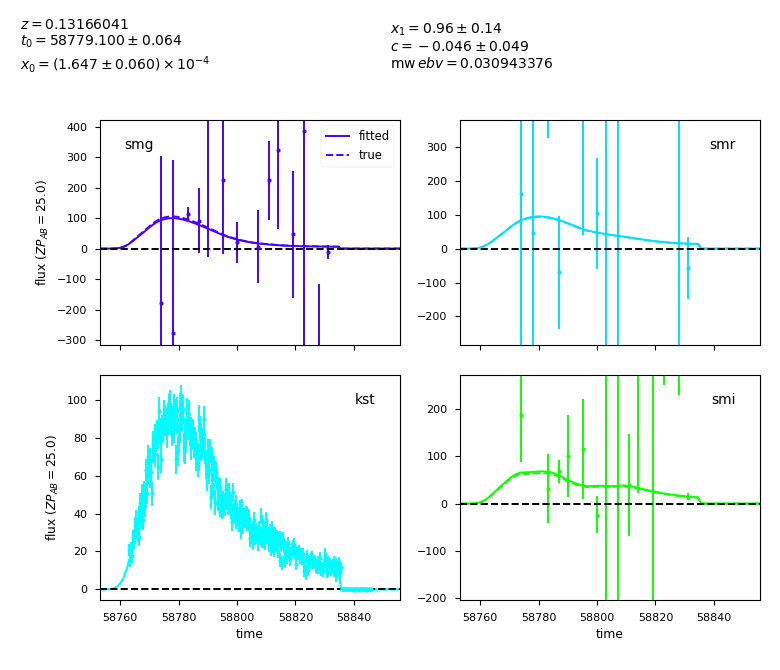 z = 0.13166041
t₀ = 58779.100 ± 0.064
x₀ = (1.647 ± 0.060) × 10⁻⁴
x₁ = 0.96 ± 0.14
c = −0.046 ± 0.049
mw ebv = 0.030943376
smg
fitted
true
400
300
200
100
0
−100
−200
−300
flux (ZP_AB = 25.0)
smr
300
200
100
0
−100
−200
kst
100
80
60
40
20
0
flux (ZP_AB = 25.0)
58760 58780 58800 58820 58840
time
smi
200
100
0
−100
−200
58760 58780 58800 58820 58840
time